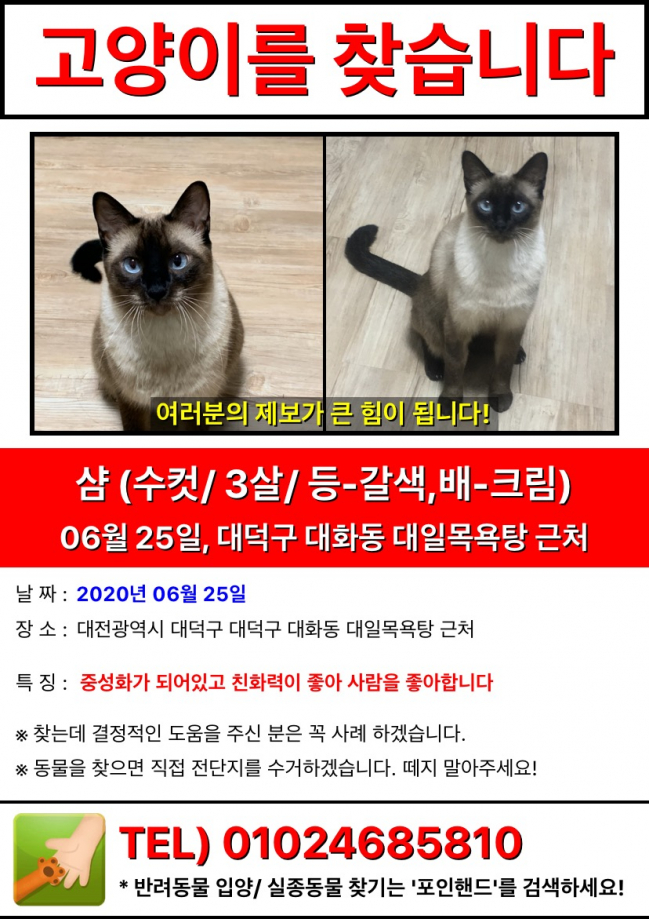 고양이를 찾습니다
여러분의 제보가 큰 힘이 됩니다!
샴 (수컷/ 3살/ 등-갈색,배-크림)
06월 25일, 대덕구 대화동 대일목욕탕 근처
날 짜 : 2020년 06월 25일
장 소 : 대전광역시 대덕구 대덕구 대화동 대일목욕탕 근처
특 징 : 중성화가 되어있고 친화력이 좋아 사람을 좋아합니다
※ 찾는데 결정적인 도움을 주신 분은 꼭 사례 하겠습니다.
※ 동물을 찾으면 직접 전단지를 수거하겠습니다. 떼지 말아주세요!
TEL) 01024685810
* 반려동물 입양/ 실종동물 찾기는 '포인핸드'를 검색하세요!